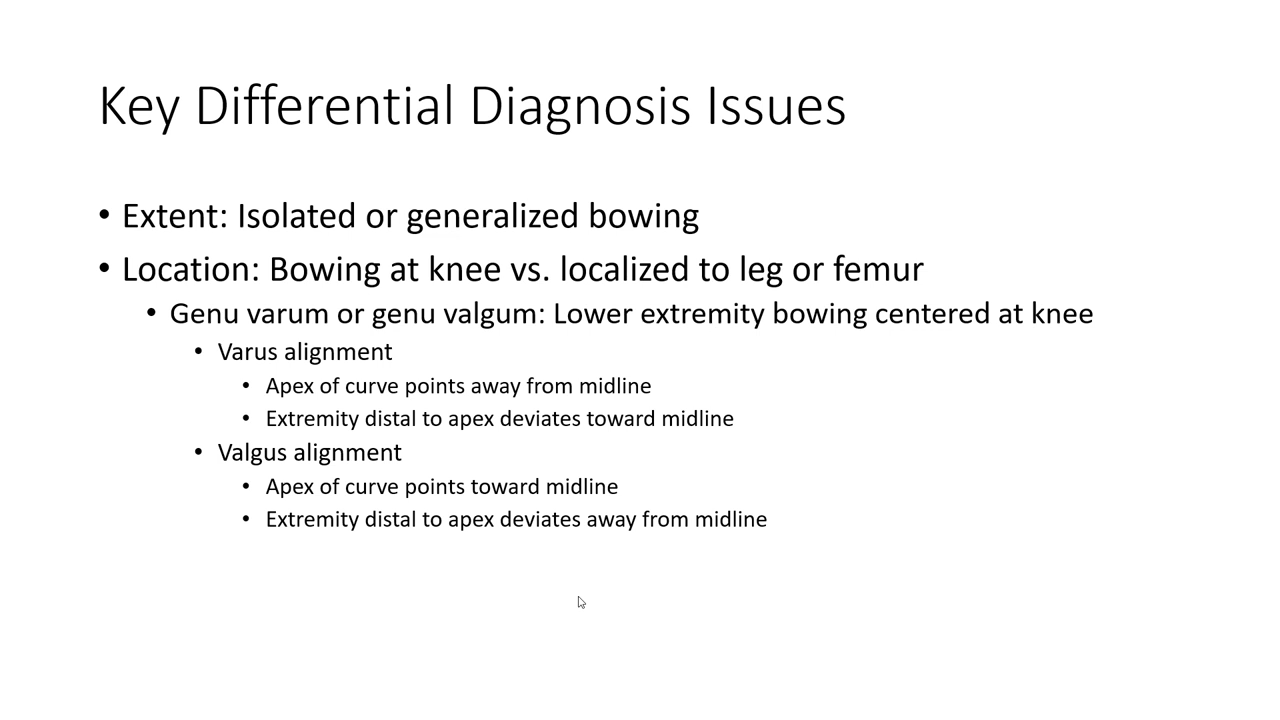 Key Differential Diagnosis Issues
• Extent: Isolated or generalized bowing
• Location: Bowing at knee vs. localized to leg or femur
• Genu varum or genu valgum: Lower extremity bowing centered at knee
• Varus alignment
• Apex of curve points away from midline
• Extremity distal to apex deviates toward midline
• Valgus alignment
• Apex of curve points toward midline
• Extremity distal to apex deviates away from midline